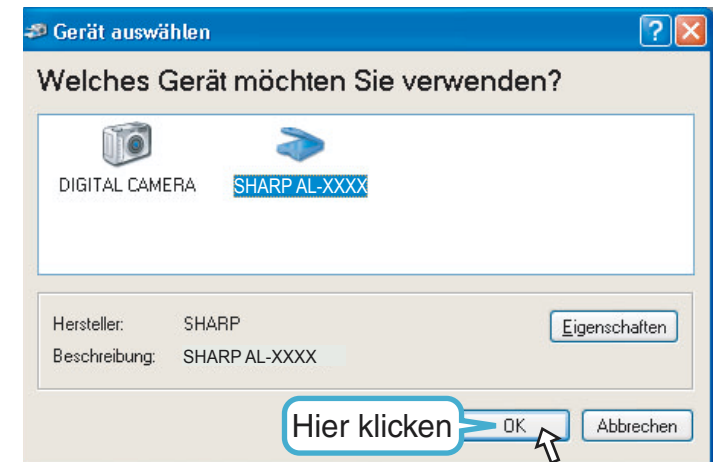 Gerät auswählen
Welches Gerät möchten Sie verwenden?
DIGITAL CAMERA SHARP AL-XXXX
Hersteller: SHARP Eigenschaften
Beschreibung: SHARP AL-XXXX
Hier klicken OK Abbrechen